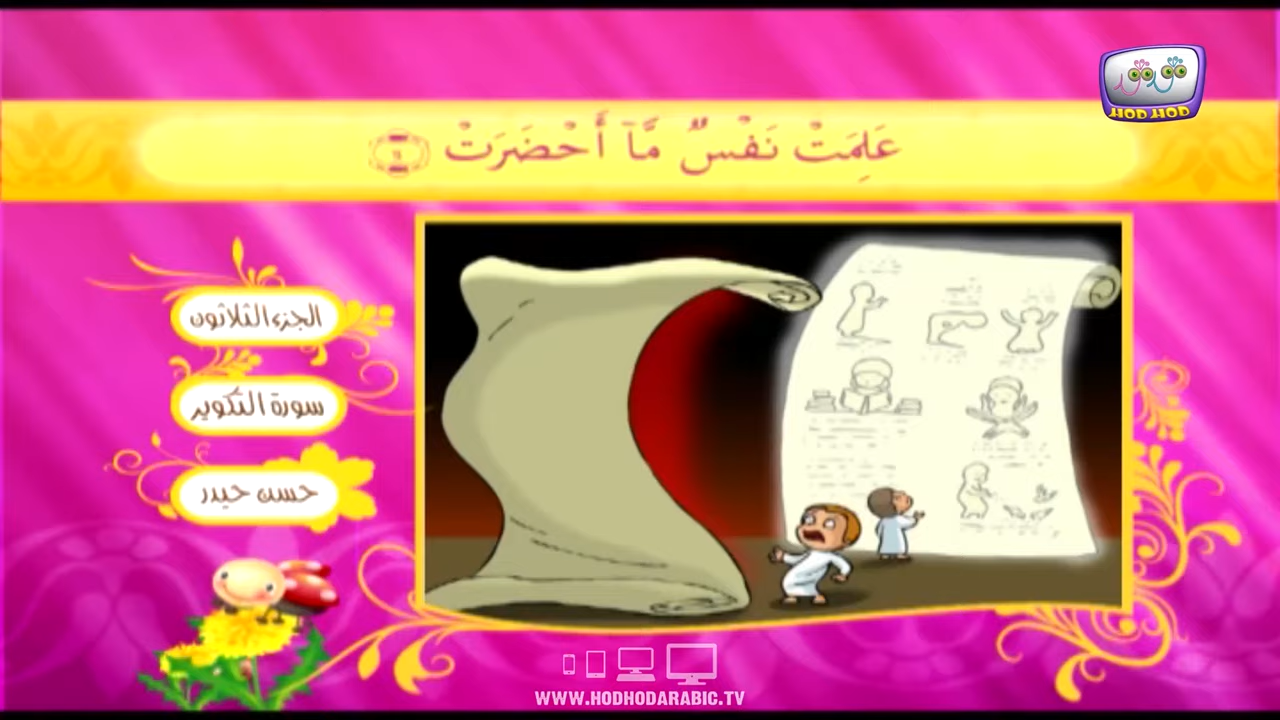 HOD HOD
عَلِمَتْ نَفْسٌ مَّآ أَحْضَرَتْ
الجزء الثلاثون
سورة التكوير
حسن حيدر
WWW.HODHODARABIC.TV